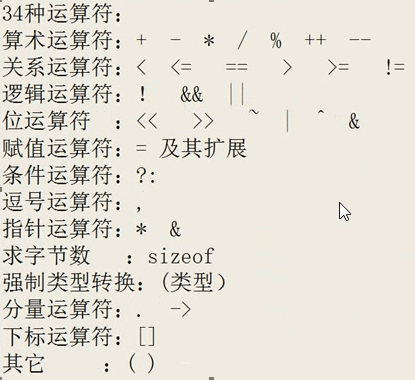 34种运算符：
算术运算符：+ - * / % ++ --
关系运算符：< <= == > >= !=
逻辑运算符：! && ||
位运算符 ：<< >> ~ | ^ &
赋值运算符：= 及其扩展
条件运算符：?:
逗号运算符：,
指针运算符：* &
求字节数 ：sizeof
强制类型转换：(类型）
分量运算符：. ->
下标运算符：[]
其它 ：( )